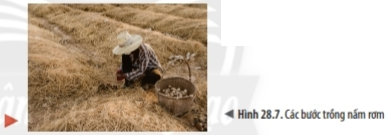 ◄ Hình 28.7. Các bước trồng nấm rơm